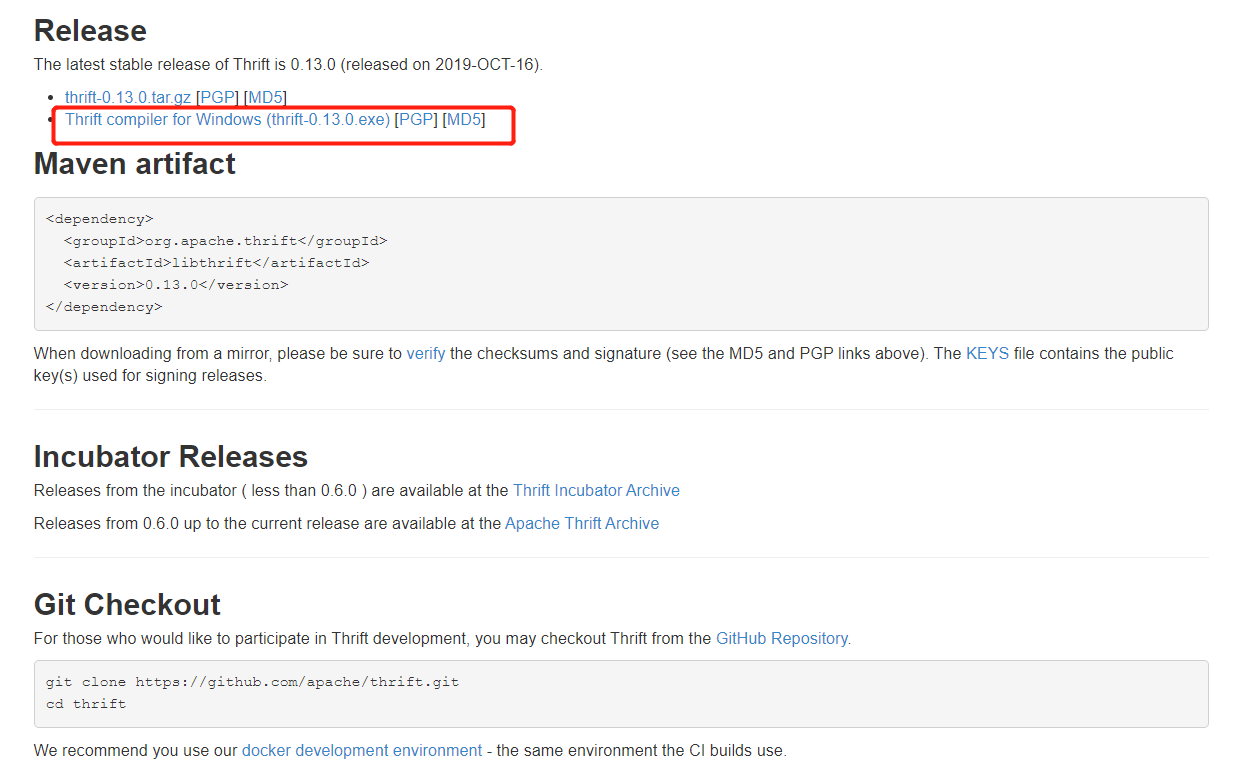 Release
The latest stable release of Thrift is 0.13.0 (released on 2019-OCT-16).
thrift-0.13.0.tar.gz [PGP] [MD5]
Thrift compiler for Windows (thrift-0.13.0.exe) [PGP] [MD5]
Maven artifact
<dependency>
  <groupId>org.apache.thrift</groupId>
  <artifactId>libthrift</artifactId>
  <version>0.13.0</version>
</dependency>
When downloading from a mirror, please be sure to verify the checksums and signature (see the MD5 and PGP links above). The KEYS file contains the public
key(s) used for signing releases.
Incubator Releases
Releases from the incubator ( less than 0.6.0 ) are available at the Thrift Incubator Archive
Releases from 0.6.0 up to the current release are available at the Apache Thrift Archive
Git Checkout
For those who would like to participate in Thrift development, you may checkout Thrift from the GitHub Repository.
git clone https://github.com/apache/thrift.git
cd thrift
We recommend you use our docker development environment - the same environment the CI builds use.